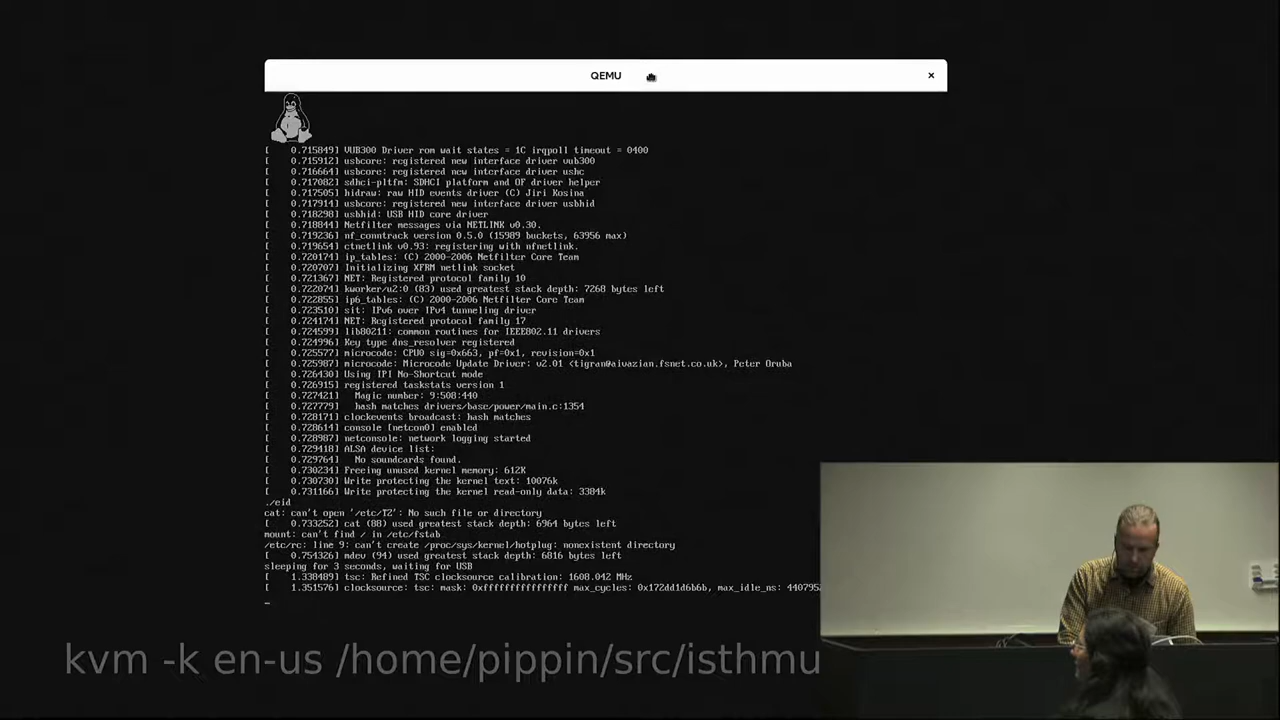 QEMU
[    0.715849] VUB300 Driver rom wait states = 1C irqpoll timeout = 0400
[    0.715912] usbcore: registered new interface driver vub300
[    0.716664] usbcore: registered new interface driver ushc
[    0.717082] sdhci-pltfm: SDHCI platform and OF driver helper
[    0.717505] hidraw: raw HID events driver (C) Jiri Kosina
[    0.717914] usbcore: registered new interface driver usbhid
[    0.718298] usbhid: USB HID core driver
[    0.718844] Netfilter messages via NETLINK v0.30.
[    0.719236] nf_conntrack version 0.5.0 (15989 buckets, 63956 max)
[    0.719654] ctnetlink v0.93: registering with nfnetlink.
[    0.720174] ip_tables: (C) 2000-2006 Netfilter Core Team
[    0.720707] Initializing XFRM netlink socket
[    0.721367] NET: Registered protocol family 10
[    0.722074] kworker/u2:0 (83) used greatest stack depth: 7268 bytes left
[    0.722855] ip6_tables: (C) 2000-2006 Netfilter Core Team
[    0.723510] sit: IPv6 over IPv4 tunneling driver
[    0.724174] NET: Registered protocol family 17
[    0.724599] lib80211: common routines for IEEE802.11 drivers
[    0.724996] Key type dns_resolver registered
[    0.725577] microcode: CPU0 sig=0x663, pf=0x1, revision=0x1
[    0.725987] microcode: Microcode Update Driver: v2.01 <tigran@aivazian.fsnet.co.uk>, Peter Oruba
[    0.726430] Using IPI No-Shortcut mode
[    0.726915] registered taskstats version 1
[    0.727421]   Magic number: 9:508:440
[    0.727779]   hash matches drivers/base/power/main.c:1354
[    0.728171] clockevents broadcast: hash matches
[    0.728614] console [netcon0] enabled
[    0.728987] netconsole: network logging started
[    0.729418] ALSA device list:
[    0.729764]   No soundcards found.
[    0.730234] Freeing unused kernel memory: 612K
[    0.730730] Write protecting the kernel text: 10076k
[    0.731166] Write protecting the kernel read-only data: 3384k
./eid
cat: can't open '/etc/TZ': No such file or directory
[    0.733252] cat (88) used greatest stack depth: 6964 bytes left
mount: can't find / in /etc/fstab
/etc/rc: line 9: can't create /proc/sys/kernel/hotplug: nonexistent directory
[    0.754326] mdev (94) used greatest stack depth: 6816 bytes left
sleeping for 3 seconds, waiting for USB
[    1.338489] tsc: Refined TSC clocksource calibration: 1608.042 MHz
[    1.351576] clocksource: tsc: mask: 0xffffffffffffffff max_cycles: 0x172dd1d6b6b, max_idle_ns: 440795
kvm -k en-us /home/pippin/src/isthmu